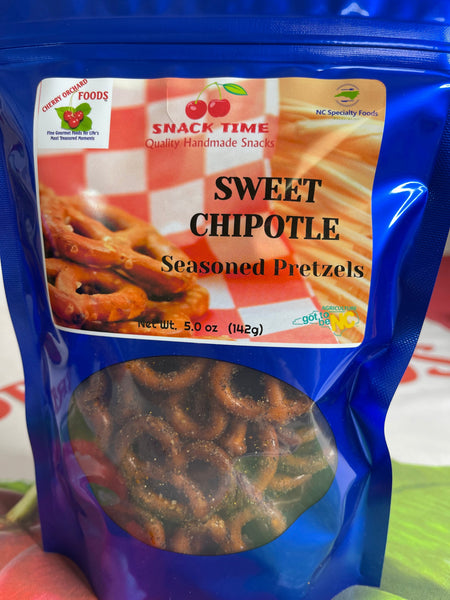 CHERRY ORCHARD
FOODS
Fine Gourmet Foods for Life's
Most Treasured Moments
SNACK TIME
Quality Handmade Snacks
NC Specialty Foods
SWEET
CHIPOTLE
Seasoned Pretzels
Net Wt. 5.0 oz (142g)
AGRICULTURE
got to
be NC